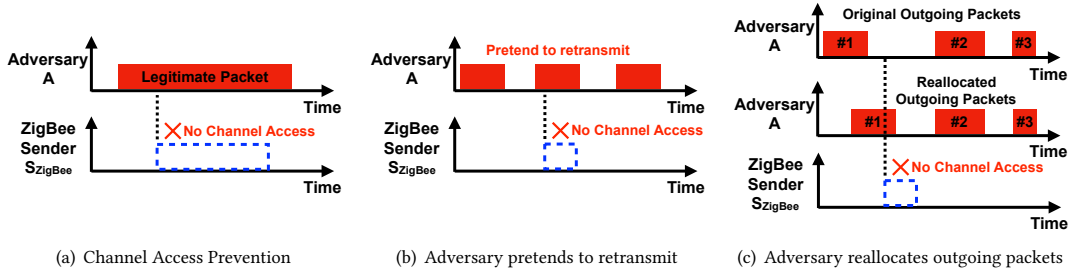 Adversary
A
Legitimate Packet
Time
No Channel Access
ZigBee
Sender
SZigBee
Time
(a) Channel Access Prevention
Adversary
A
Pretend to retransmit
Time
No Channel Access
ZigBee
Sender
SZigBee
Time
(b) Adversary pretends to retransmit
Original Outgoing Packets
Adversary
A
#1 #2 #3
Time
Reallocated
Outgoing Packets
Adversary
A
#1 #2 #3
Time
No Channel Access
ZigBee
Sender
SZigBee
Time
(c) Adversary reallocates outgoing packets